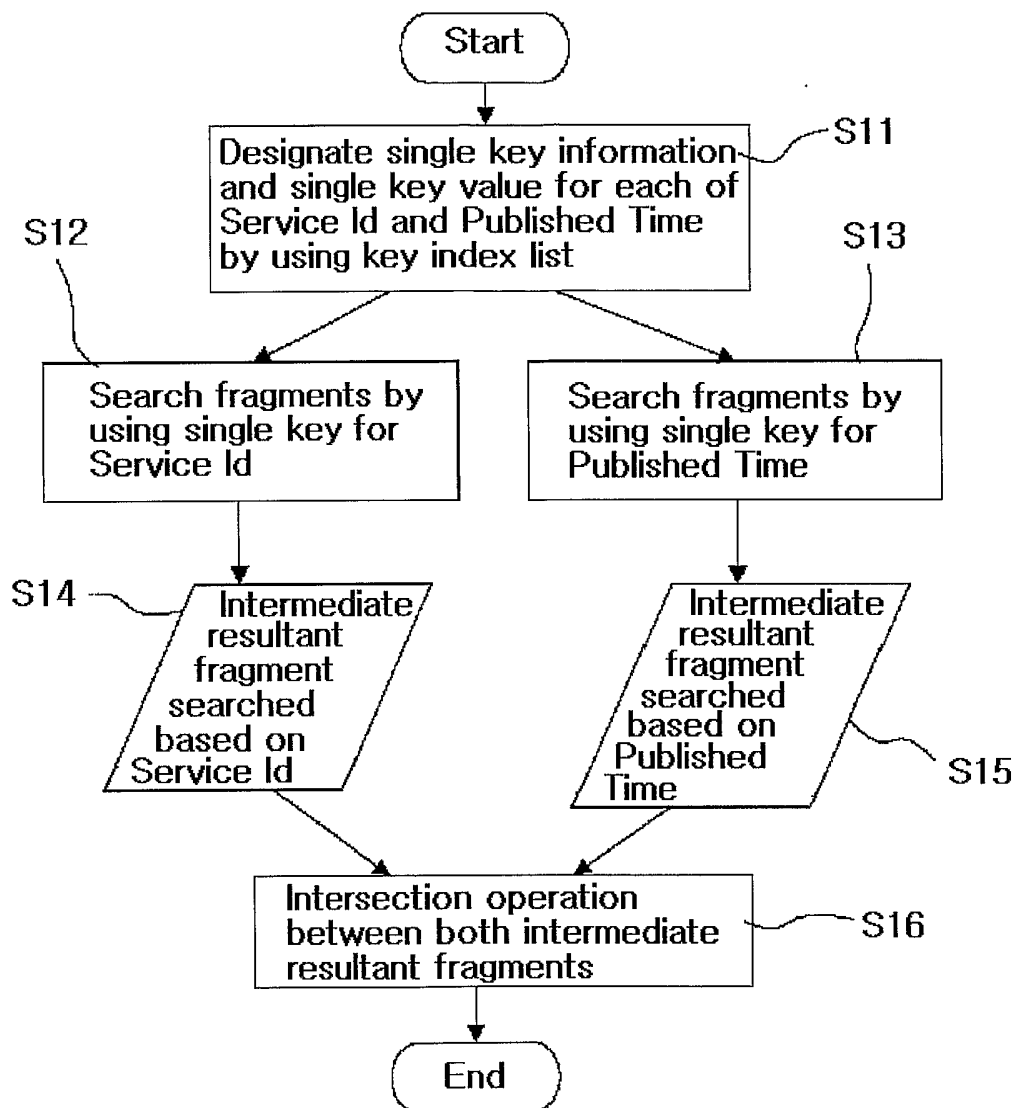 Start
S11
Designate single key information
and single key value for each of
Service Id and Published Time
by using key index list
S12
S13
Search fragments by
using single key for
Service Id
Search fragments by
using single key for
Published Time
S14
Intermediate
resultant
fragment
searched
based on
Service Id
Intermediate
resultant
fragment
searched
based on
Published
Time
S15
Intersection operation
between both intermediate
resultant fragments
S16
End